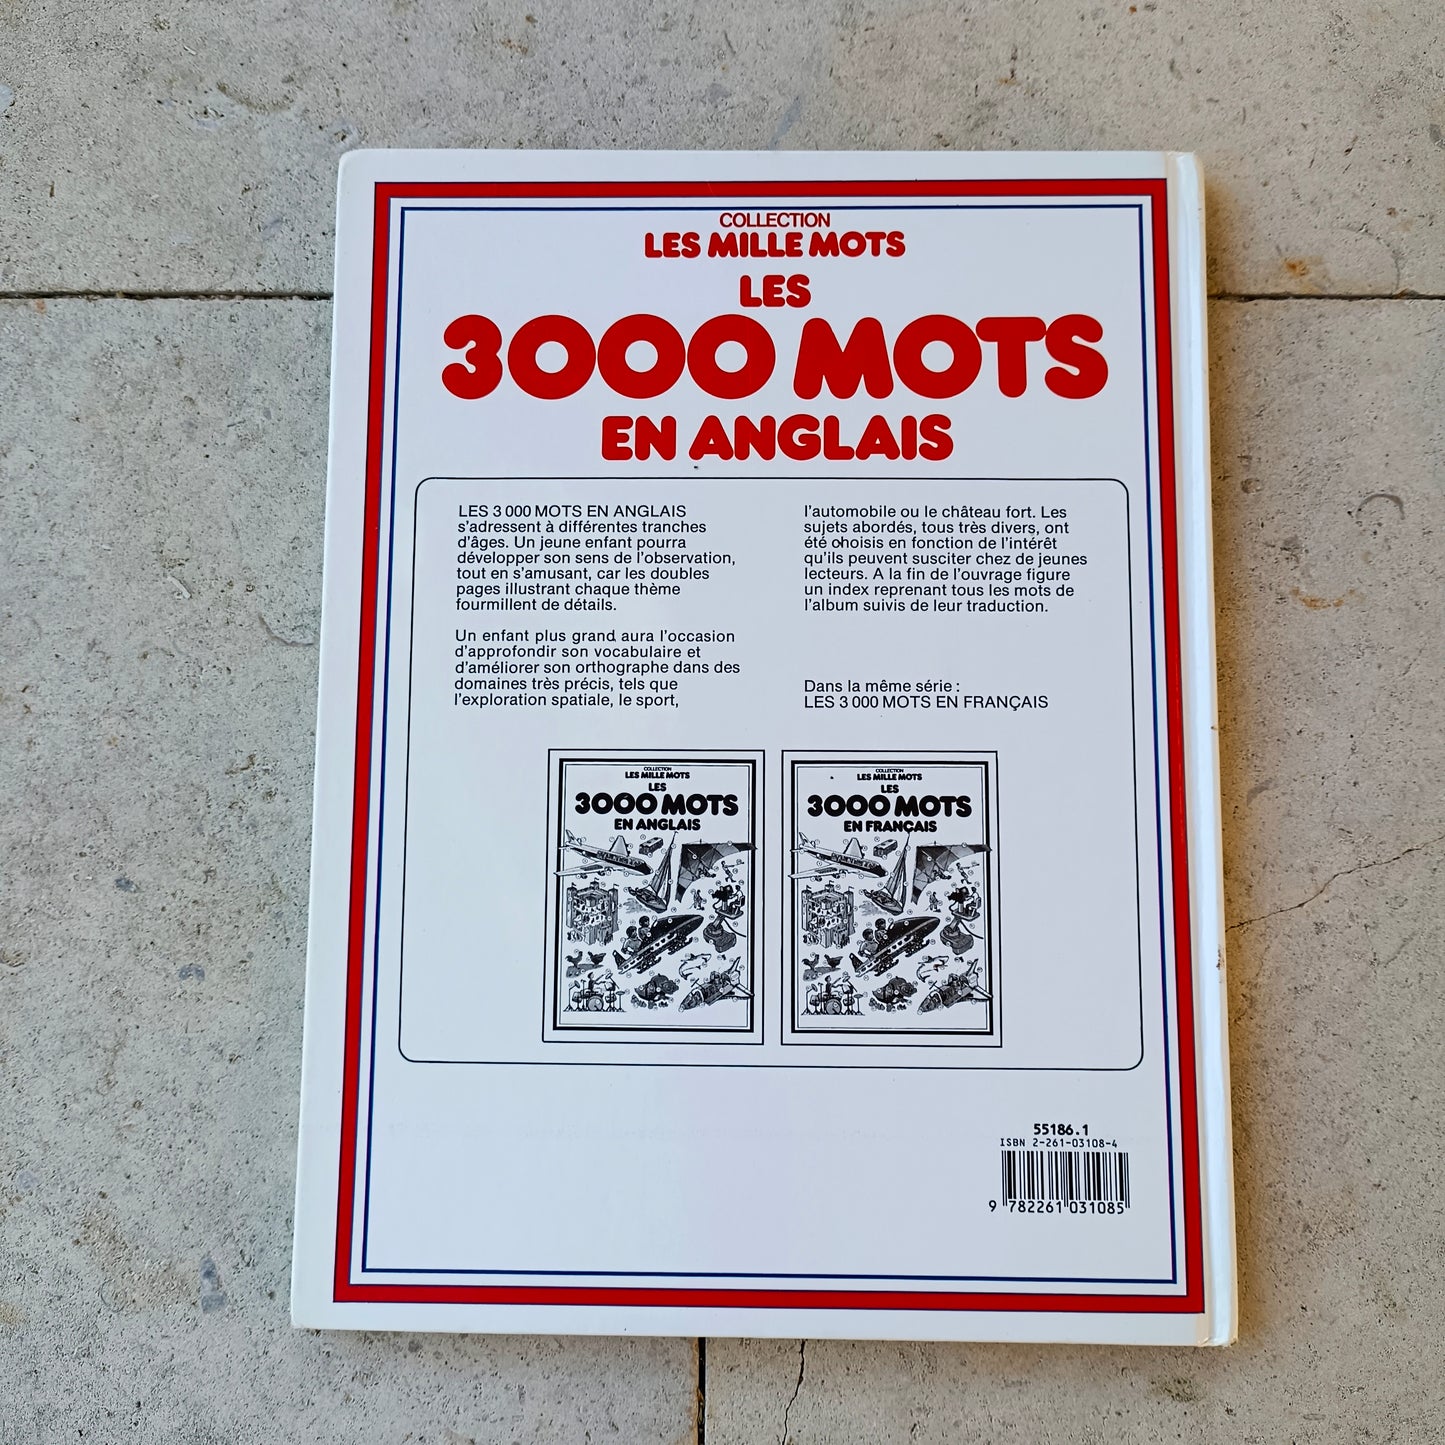 COLLECTION
LES MILLE MOTS
LES
3000 MOTS
EN ANGLAIS
LES 3 000 MOTS EN ANGLAIS
s'adressent à différentes tranches
d'âges. Un jeune enfant pourra
développer son sens de l'observation,
tout en s'amusant, car les doubles
pages illustrant chaque thème
fourmillent de détails.
Un enfant plus grand aura l'occasion
d'approfondir son vocabulaire et
d'améliorer son orthographe dans des
domaines très précis, tels que
l'exploration spatiale, le sport,
l'automobile ou le château fort. Les
sujets abordés, tous très divers, ont
été choisis en fonction de l'intérêt
qu'ils peuvent susciter chez de jeunes
lecteurs. A la fin de l'ouvrage figure
un index reprenant tous les mots de
l'album suivis de leur traduction.
Dans la même série :
LES 3 000 MOTS EN FRANÇAIS
COLLECTION
LES MILLE MOTS
LES
3000 MOTS
EN ANGLAIS
COLLECTION
LES MILLE MOTS
LES
3000 MOTS
EN FRANÇAIS
55186.1
ISBN 2-261-03108-4
9 782261 031085